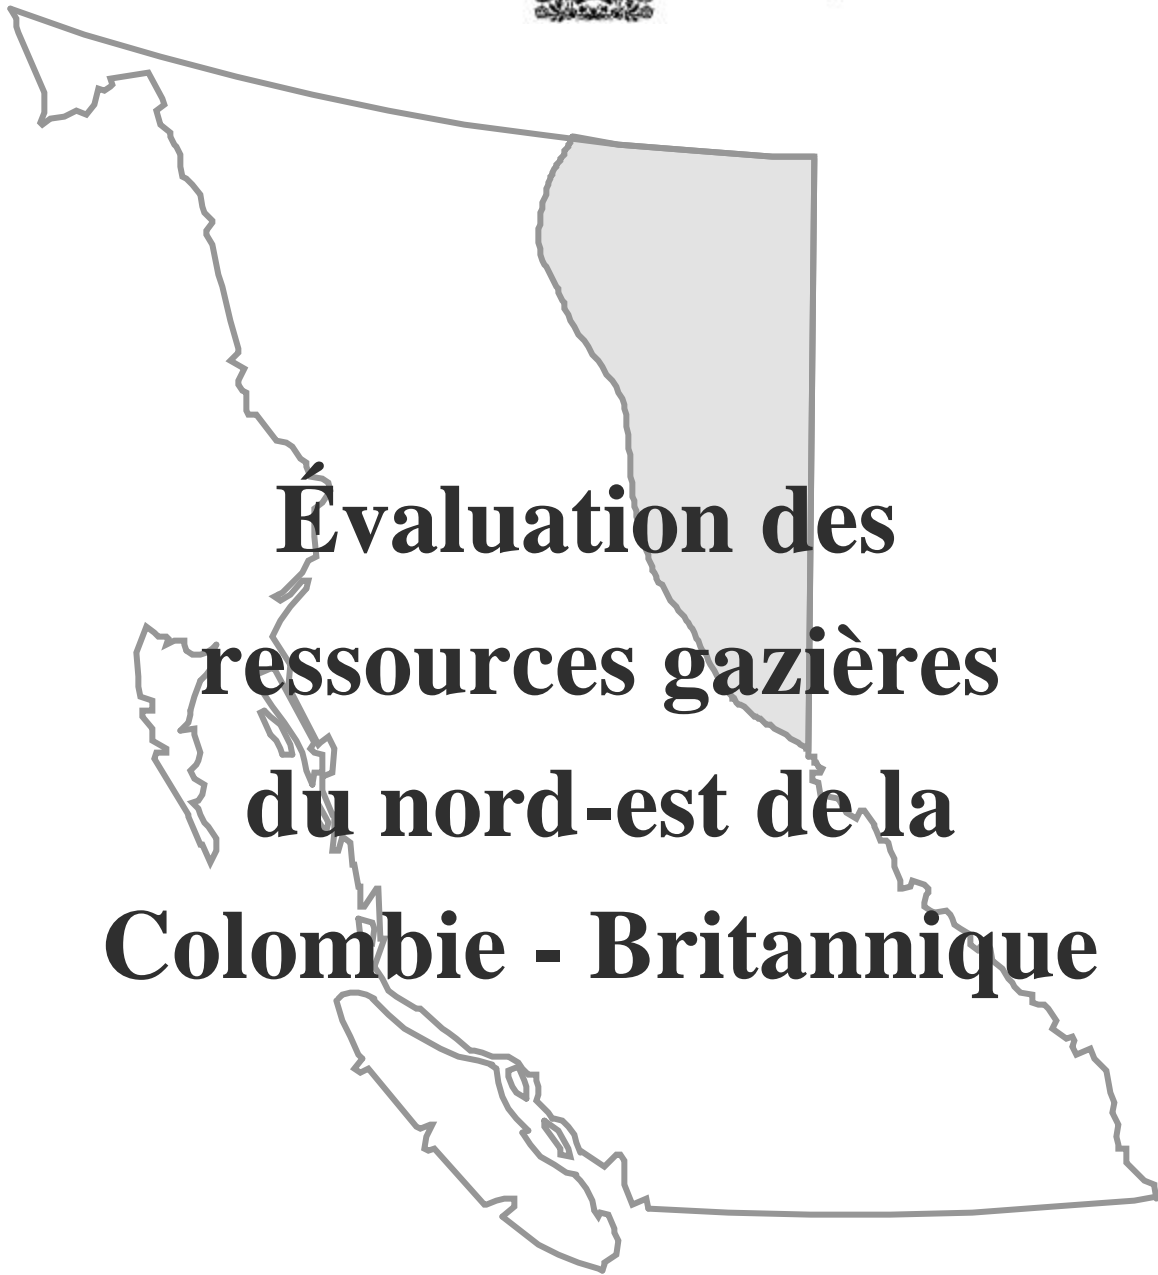 Évaluation des
ressources gazières
du nord-est de la
Colombie - Britannique